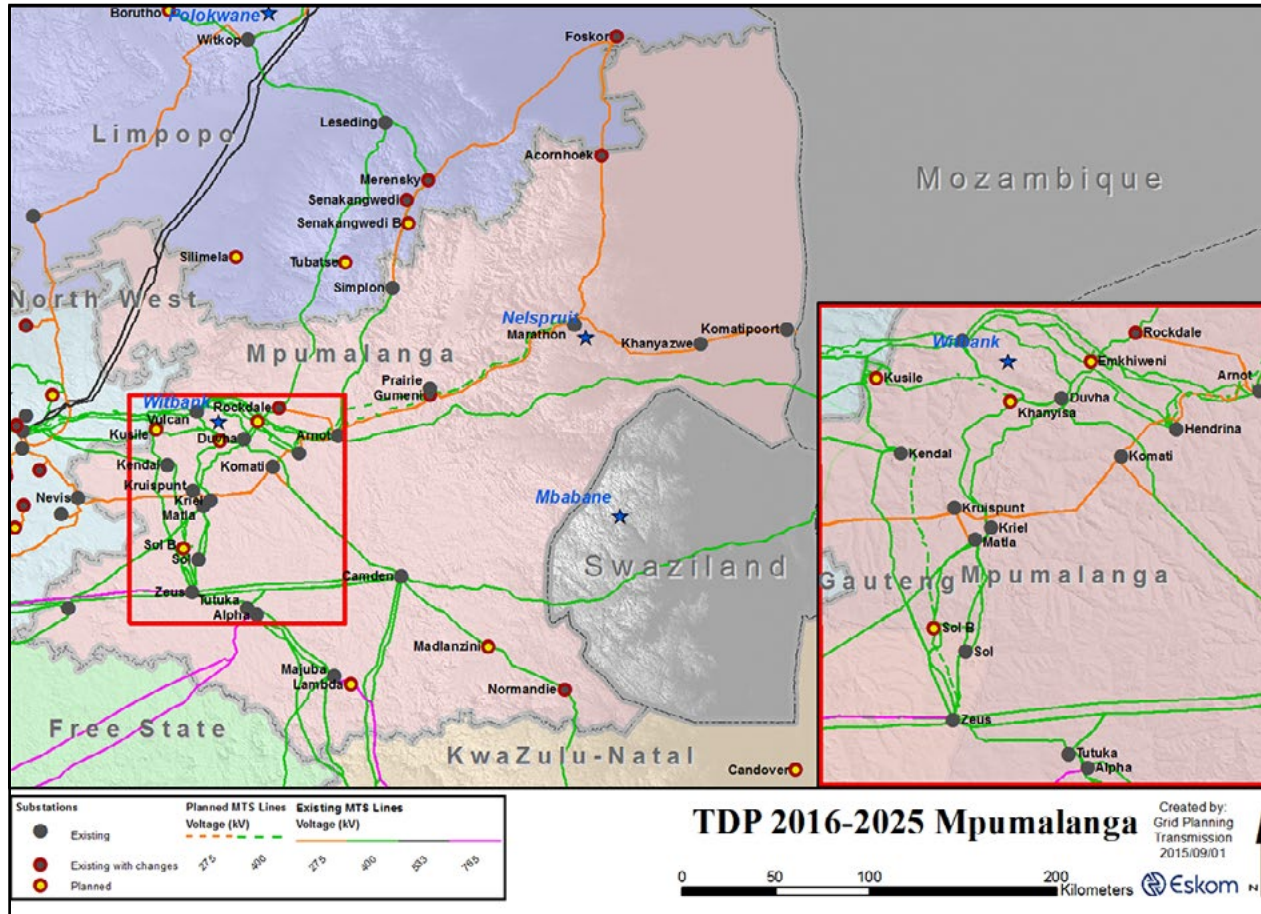 Borutho
Polokwane
Witkop
Foskor
Limpopo
Leseding
Acornhoek
Merensky
Mozambique
Senakangwedi
Senakangwedi B
Silimela
Tubatse
Simplon
North West
Nelspruit
Marathon
Komatipoort
Khanyazwe
Mpumalanga
Prairie
Gumeni
Witbank
Rockdale
Vulcan
Kusile
Duvha
Arnot
Kendal
Komati
Kruispunt
Nevis
Kriel
Matla
Mbabane
Sol B
Sol
Swaziland
Camden
Zeus
Tutuka
Alpha
Madlanzini
Majuba
Lambda
Normandie
Free State
KwaZulu-Natal
Candover
Rockdale
Witbank
Emkhiweni
Kusile
Arnot
Khanyisa
Duvha
Hendrina
Kendal
Komati
Kruispunt
Kriel
Matla
Gauteng
Mpumalanga
Sol B
Sol
Zeus
Tutuka
Alpha
Substations
Existing
Existing with changes
Planned
Planned MTS Lines
Voltage (kV)
275
400
Existing MTS Lines
Voltage (kV)
275
400
533
765
TDP 2016-2025 Mpumalanga
0 50 100 200
Kilometers
Created by:
Grid Planning
Transmission
2015/09/01
Eskom
N